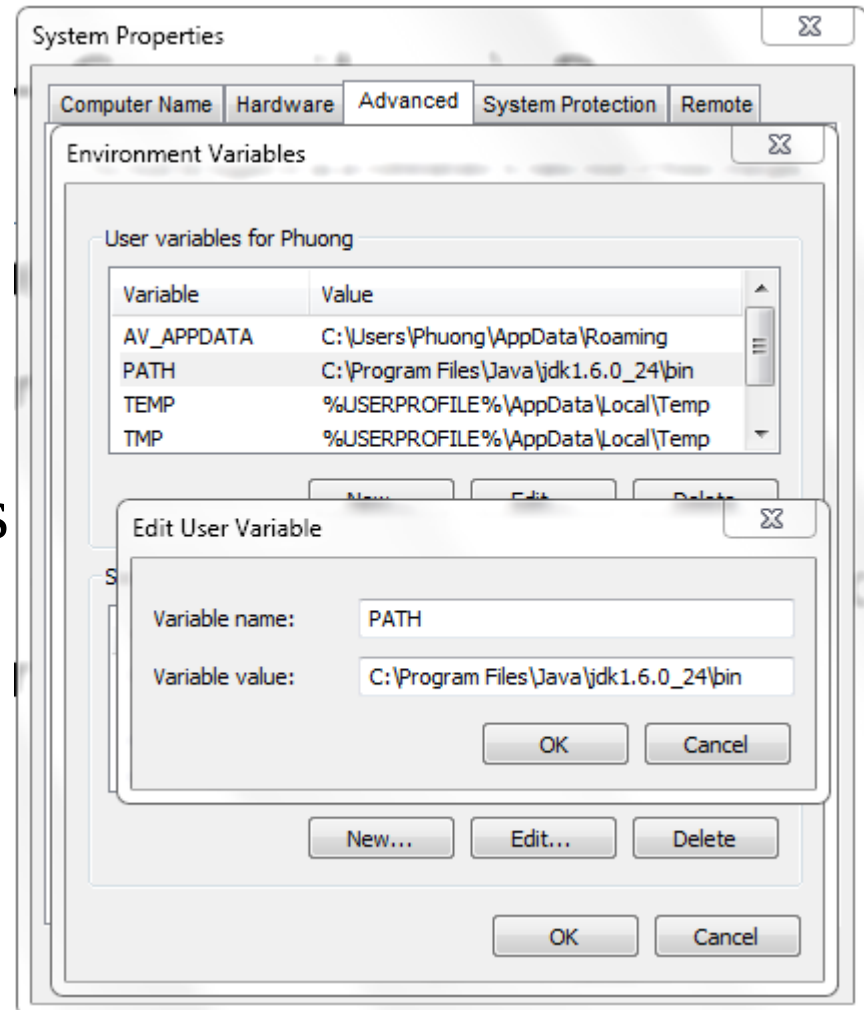 System Properties
Computer Name Hardware Advanced System Protection Remote
Environment Variables
User variables for Phuong
Variable Value
AV_APPDATA C:\Users\Phuong\AppData\Roaming
PATH C:\Program Files\Java\jdk1.6.0_24\bin
TEMP %USERPROFILE%\AppData\Local\Temp
TMP %USERPROFILE%\AppData\Local\Temp
New... Edit... Delete
s
Edit User Variable
S
Variable name: PATH
Variable value: C:\Program Files\Java\jdk1.6.0_24\bin
OK Cancel
New... Edit... Delete
OK Cancel